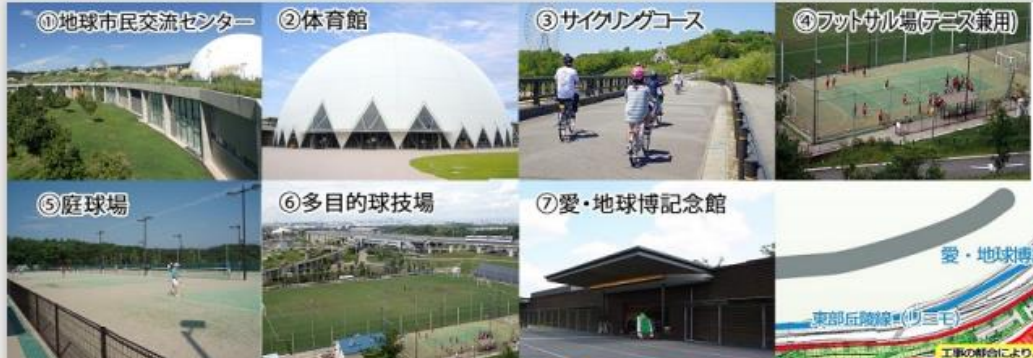 ①地球市民交流センター
②体育館
③サイクリングコース
④フットサル場(テニス兼用)
⑤庭球場
⑥多目的球技場
⑦愛・地球博記念館
愛・地球博
東部丘陵線(リニモ)
工事の都合により